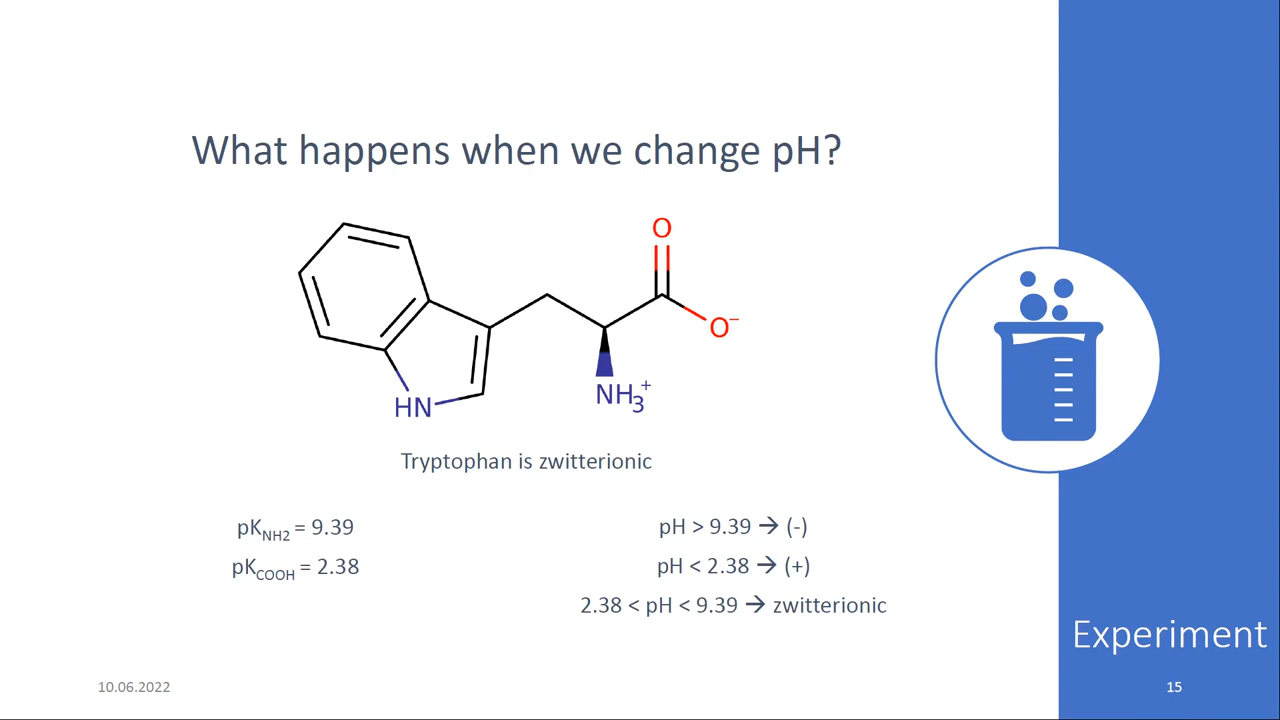 What happens when we change pH?
O
O⁻
HN
NH₃⁺
Tryptophan is zwitterionic
pK_NH2 = 9.39
pK_COOH = 2.38
pH > 9.39 → (-)
pH < 2.38 → (+)
2.38 < pH < 9.39 → zwitterionic
Experiment
10.06.2022
15